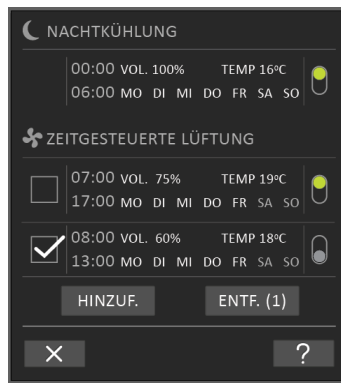 NACHTKÜHLUNG
00:00 VOL. 100% TEMP 16ºC
06:00 MO DI MI DO FR SA SO
ZEITGESTEUERTE LÜFTUNG
07:00 VOL. 75% TEMP 19ºC
17:00 MO DI MI DO FR SA SO
08:00 VOL. 60% TEMP 18ºC
13:00 MO DI MI DO FR SA SO
HINZUF. ENTF. (1)
X ?